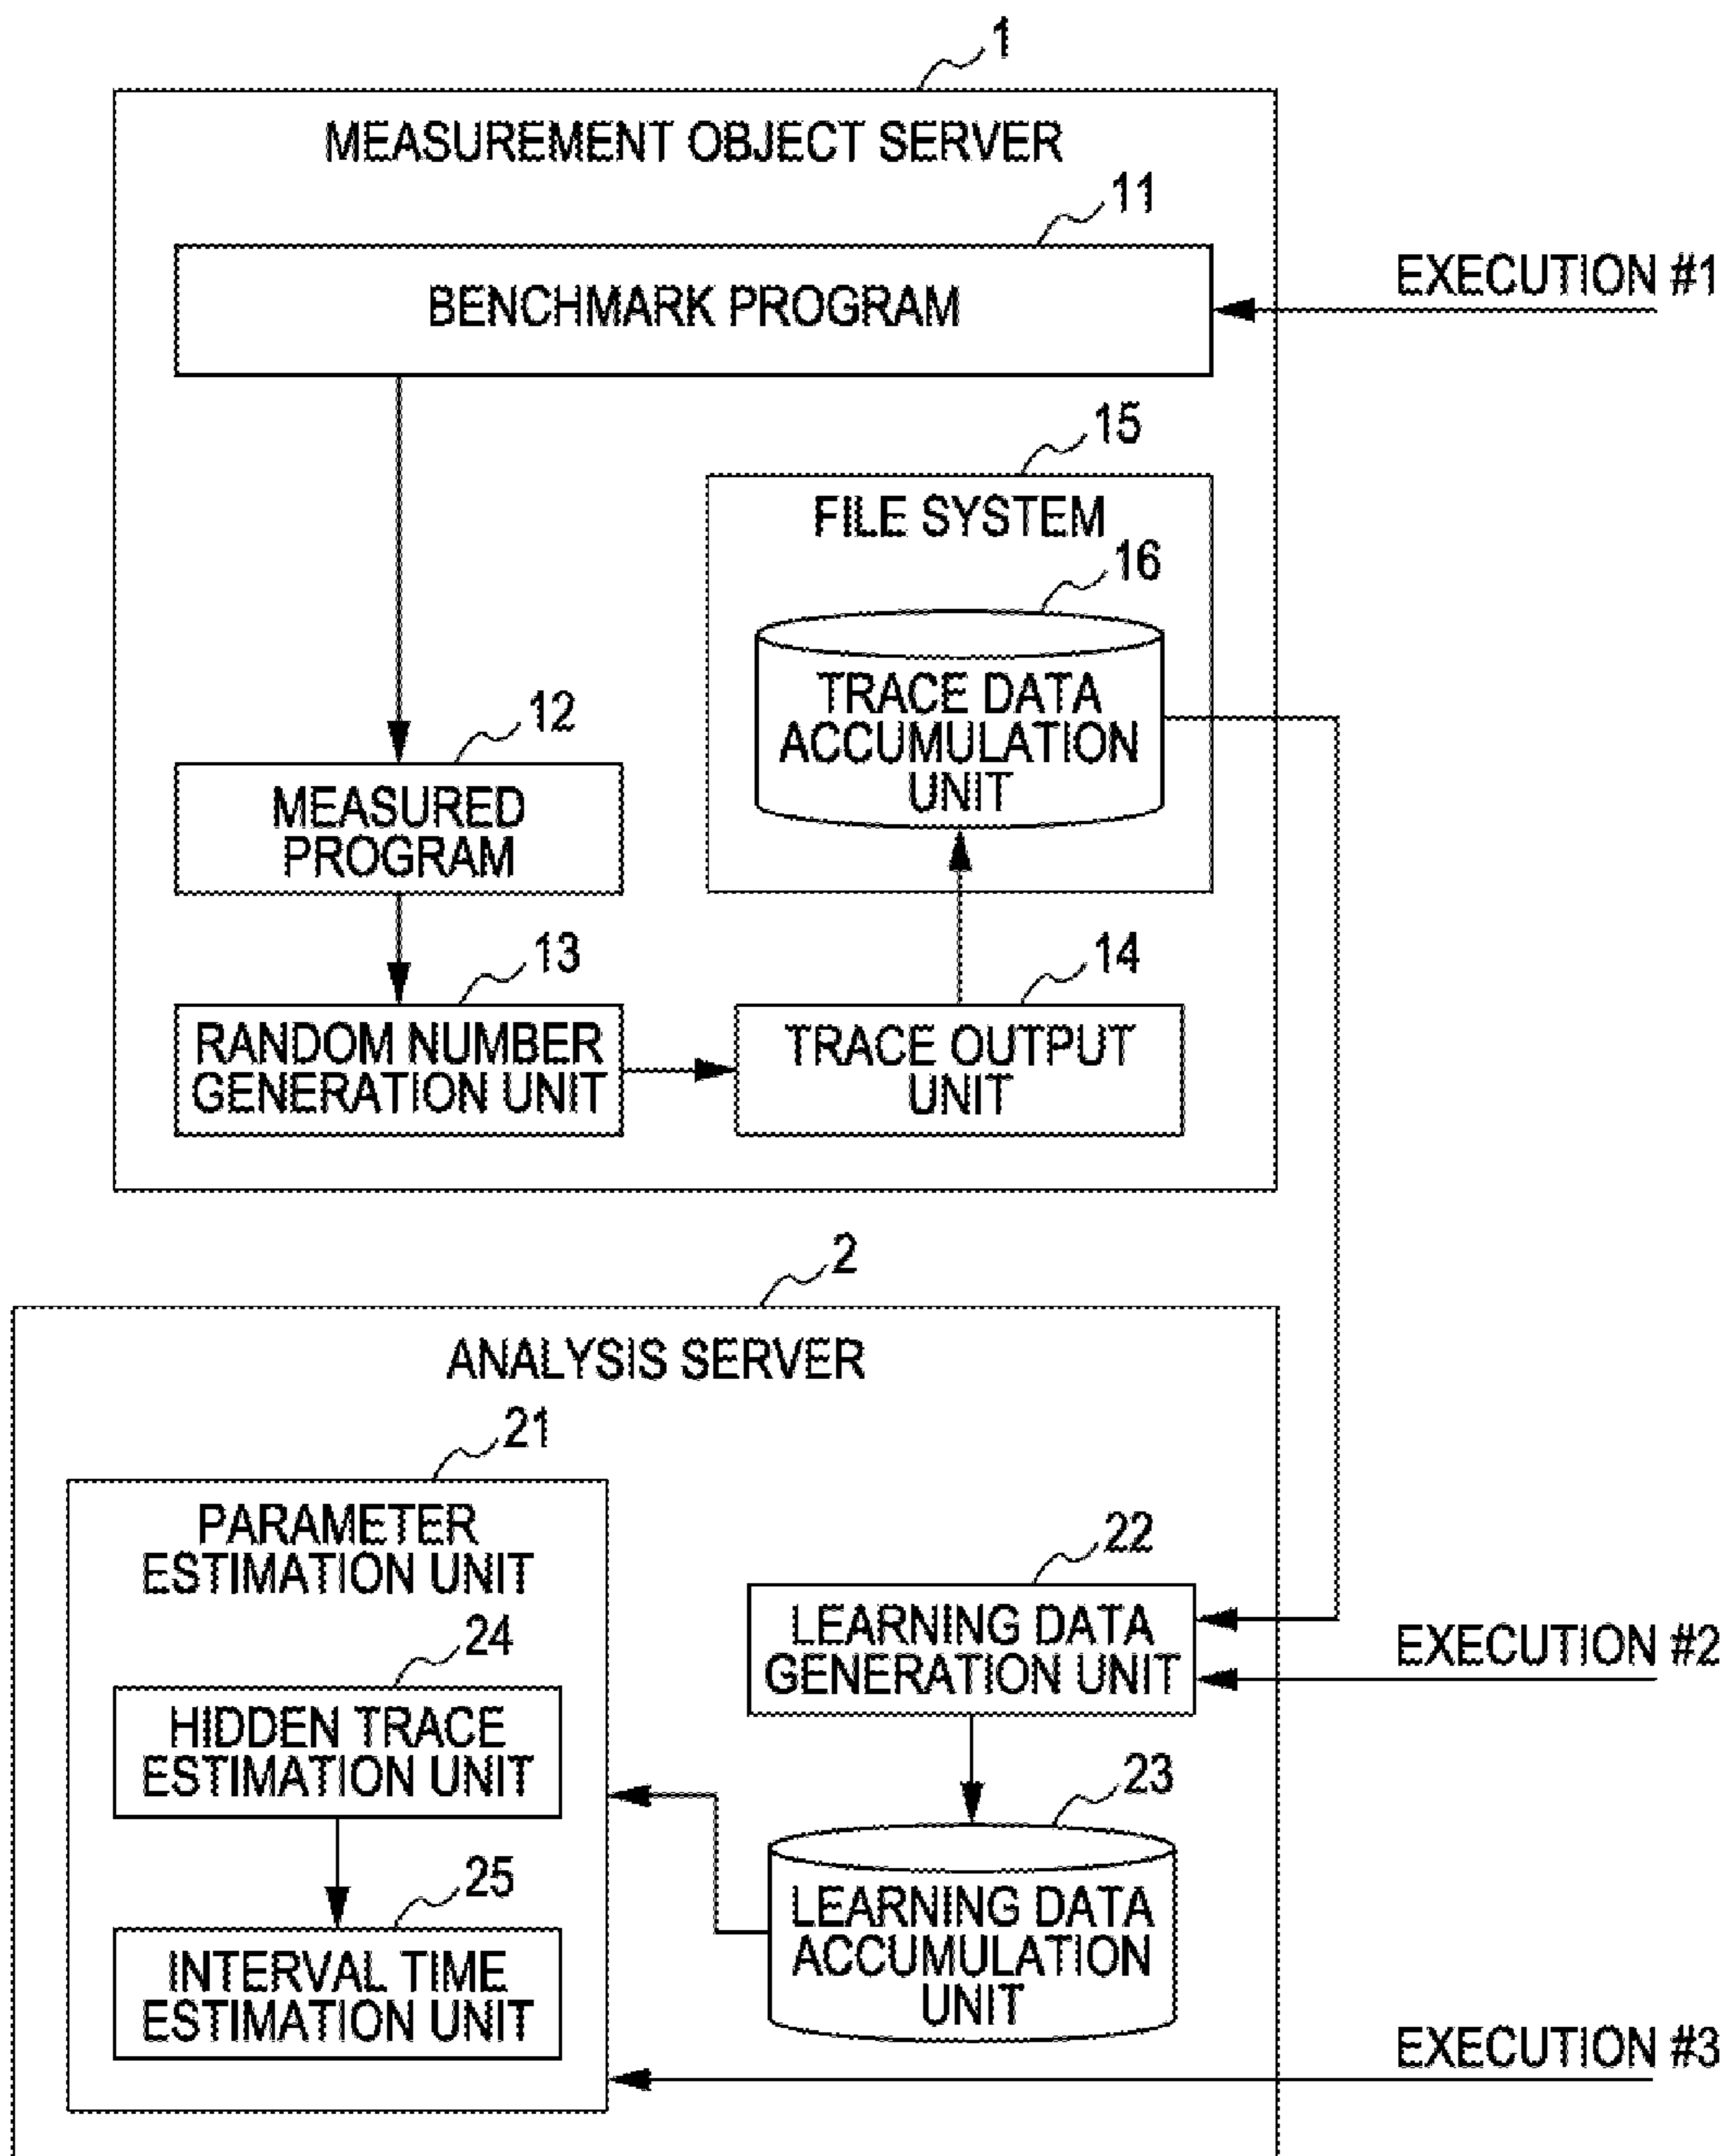 1
MEASUREMENT OBJECT SERVER
11
BENCHMARK PROGRAM
EXECUTION #1
15
FILE SYSTEM
16
TRACE DATA
ACCUMULATION
UNIT
12
MEASURED
PROGRAM
13
RANDOM NUMBER
GENERATION UNIT
14
TRACE OUTPUT
UNIT
2
ANALYSIS SERVER
21
PARAMETER
ESTIMATION UNIT
22
LEARNING DATA
GENERATION UNIT
EXECUTION #2
24
HIDDEN TRACE
ESTIMATION UNIT
23
LEARNING DATA
ACCUMULATION
UNIT
25
INTERVAL TIME
ESTIMATION UNIT
EXECUTION #3